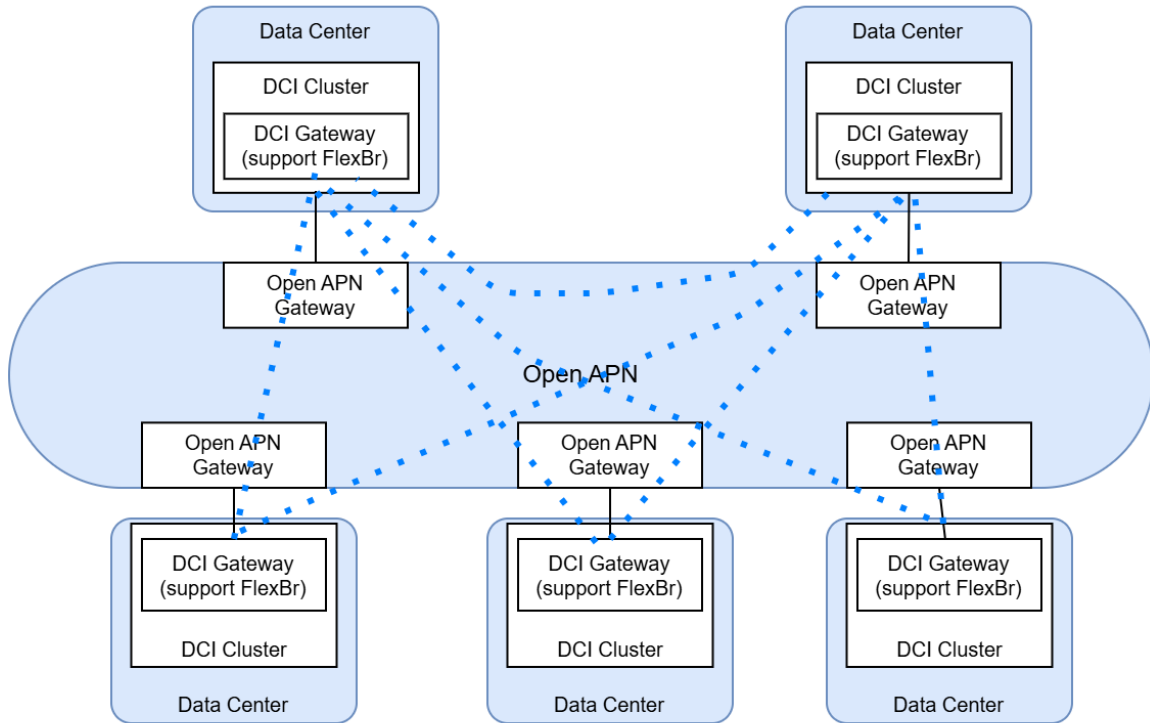 Data Center
DCI Cluster
DCI Gateway
(support FlexBr)
Data Center
DCI Cluster
DCI Gateway
(support FlexBr)
Open APN
Gateway
Open APN
Gateway
Open APN
Open APN
Gateway
Open APN
Gateway
Open APN
Gateway
DCI Gateway
(support FlexBr)
DCI Cluster
Data Center
DCI Gateway
(support FlexBr)
DCI Cluster
Data Center
DCI Gateway
(support FlexBr)
DCI Cluster
Data Center